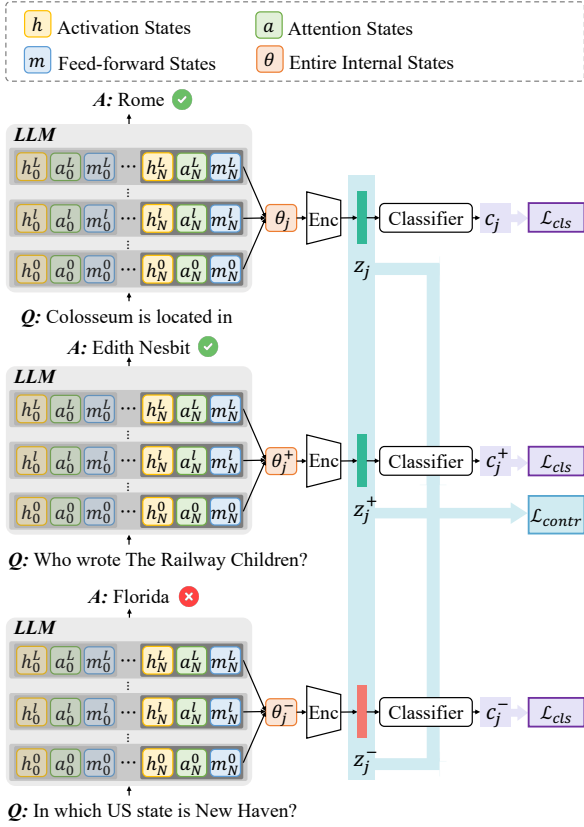 h Activation States a Attention States
m Feed-forward States θ Entire Internal States
A: Rome
LLM
h_0^L a_0^L m_0^L ⋯ h_N^L a_N^L m_N^L
⋮ ⋮
h_0^l a_0^l m_0^l ⋯ h_N^l a_N^l m_N^l θ_j Enc Classifier c_j ℒ_cls
⋮ ⋮
h_0^0 a_0^0 m_0^0 ⋯ h_N^0 a_N^0 m_N^0 z_j
Q: Colosseum is located in
A: Edith Nesbit
LLM
h_0^L a_0^L m_0^L ⋯ h_N^L a_N^L m_N^L
⋮ ⋮
h_0^l a_0^l m_0^l ⋯ h_N^l a_N^l m_N^l θ_j^+ Enc Classifier c_j^+ ℒ_cls
⋮ ⋮
h_0^0 a_0^0 m_0^0 ⋯ h_N^0 a_N^0 m_N^0 z_j^+ ℒ_contr
Q: Who wrote The Railway Children?
A: Florida
LLM
h_0^L a_0^L m_0^L ⋯ h_N^L a_N^L m_N^L
⋮ ⋮
h_0^l a_0^l m_0^l ⋯ h_N^l a_N^l m_N^l θ_j^- Enc Classifier c_j^- ℒ_cls
⋮ ⋮
h_0^0 a_0^0 m_0^0 ⋯ h_N^0 a_N^0 m_N^0 z_j^-
Q: In which US state is New Haven?